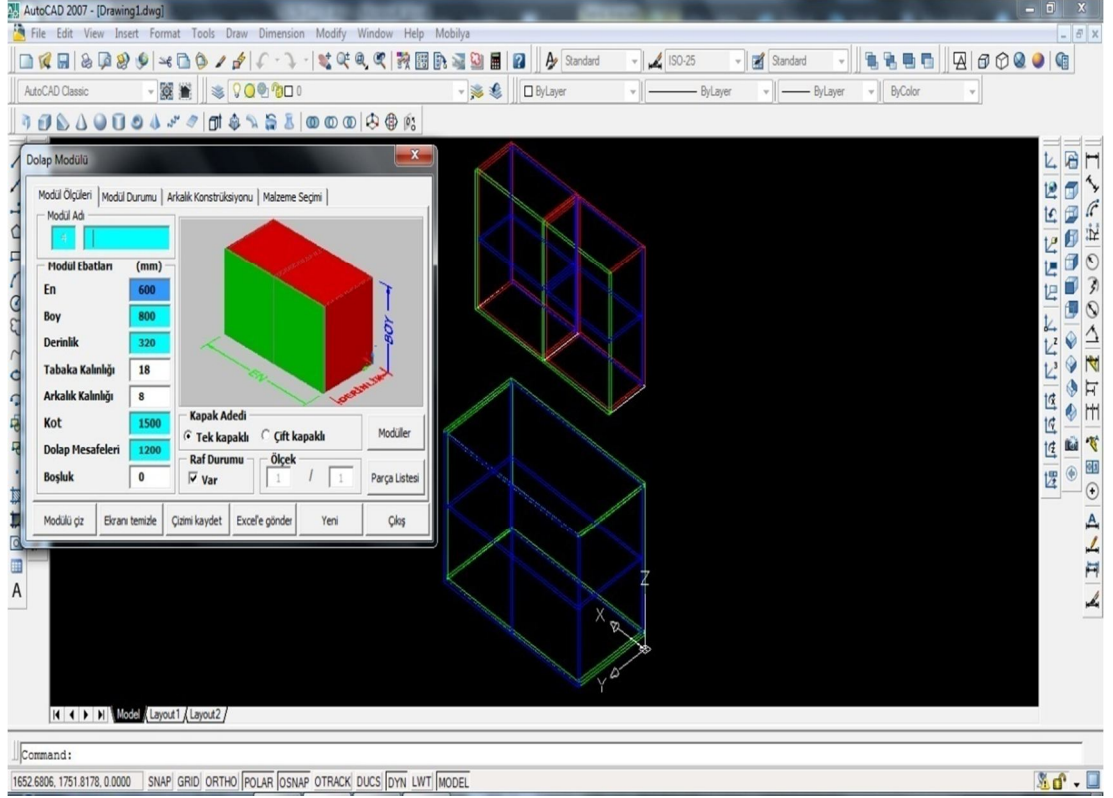 AutoCAD 2007 - [Drawing1.dwg]
File Edit View Insert Format Tools Draw Dimension Modify Window Help Mobilya
Standard ISO-25 Standard
AutoCAD Classic 0 ByLayer ByLayer ByLayer ByColor
Dolap Modülü
Modül Ölçüleri Modül Durumu Arkalık Konstrüksiyonu Malzeme Seçimi
Modül Adı
4
Modül Ebatları (mm)
En 600
Boy 800
Derinlik 320
Tabaka Kalınlığı 18
Arkalık Kalınlığı 8
Kot 1500
Dolap Mesafeleri 1200
Boşluk 0
EN
DERİNLİK
BOY
Kapak Adedi
Tek kapaklı Çift kapaklı
Modüller
Raf Durumu
Var
Ölçek
1 / 1
Parça Listesi
Modülü çiz Ekranı temizle Çizimi kaydet Excel'e gönder Yeni Çıkış
Z
X
Y
A
Model Layout1 Layout2
Command:
1652.6806, 1751.8178, 0.0000 SNAP GRID ORTHO POLAR OSNAP OTRACK DUCS DYN LWT MODEL